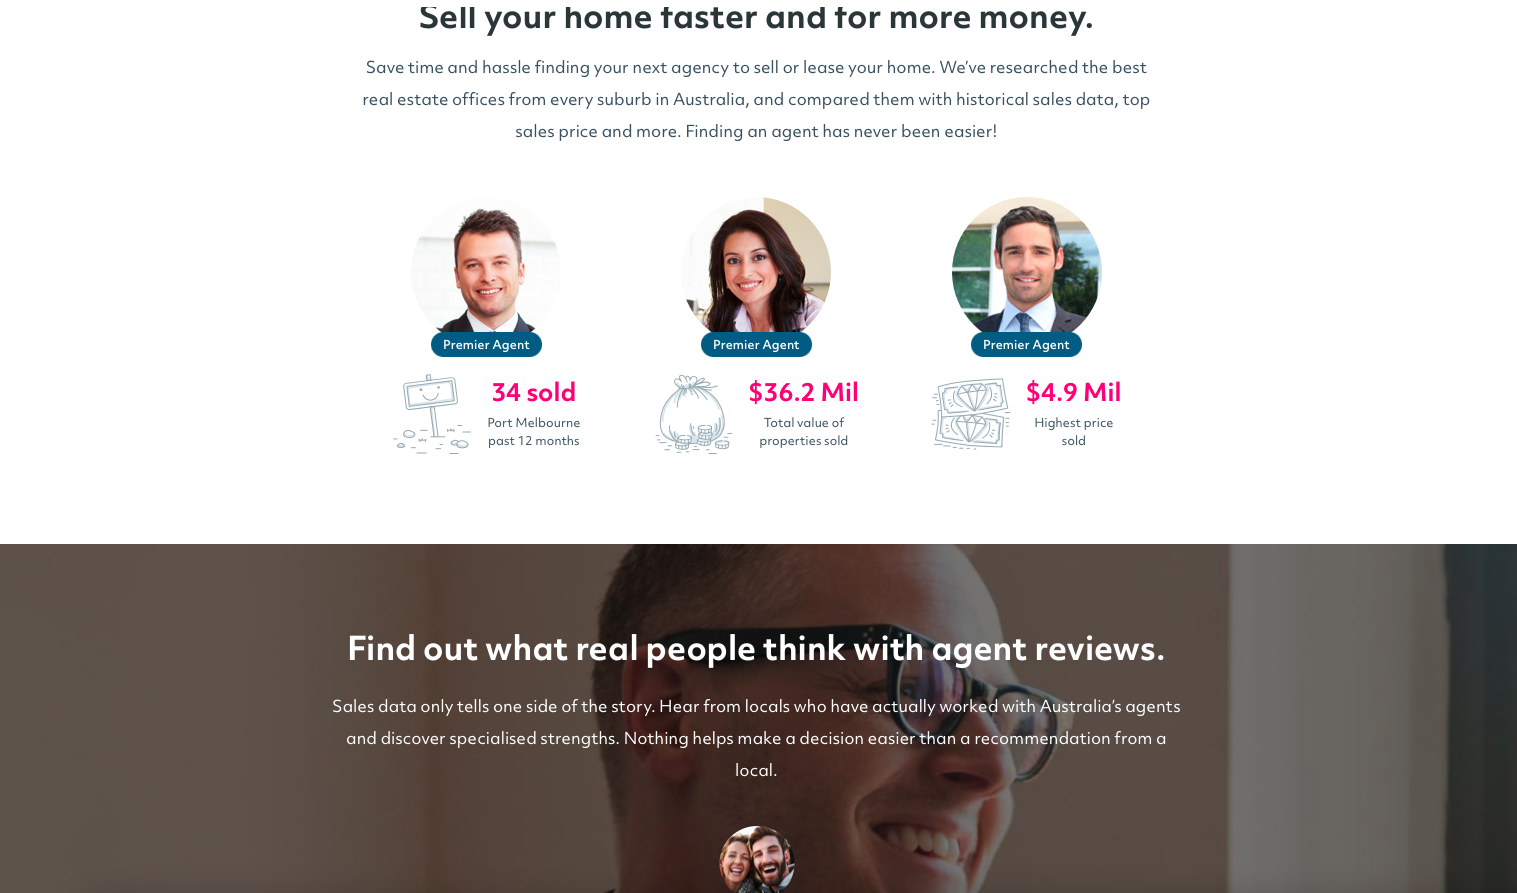 Sell your home faster and for more money.
Save time and hassle finding your next agency to sell or lease your home. We’ve researched the best
real estate offices from every suburb in Australia, and compared them with historical sales data, top
sales price and more. Finding an agent has never been easier!
Premier Agent
Premier Agent
Premier Agent
34 sold
Port Melbourne
past 12 months
$36.2 Mil
Total value of
properties sold
$4.9 Mil
Highest price
sold
Find out what real people think with agent reviews.
Sales data only tells one side of the story. Hear from locals who have actually worked with Australia’s agents
and discover specialised strengths. Nothing helps make a decision easier than a recommendation from a
local.